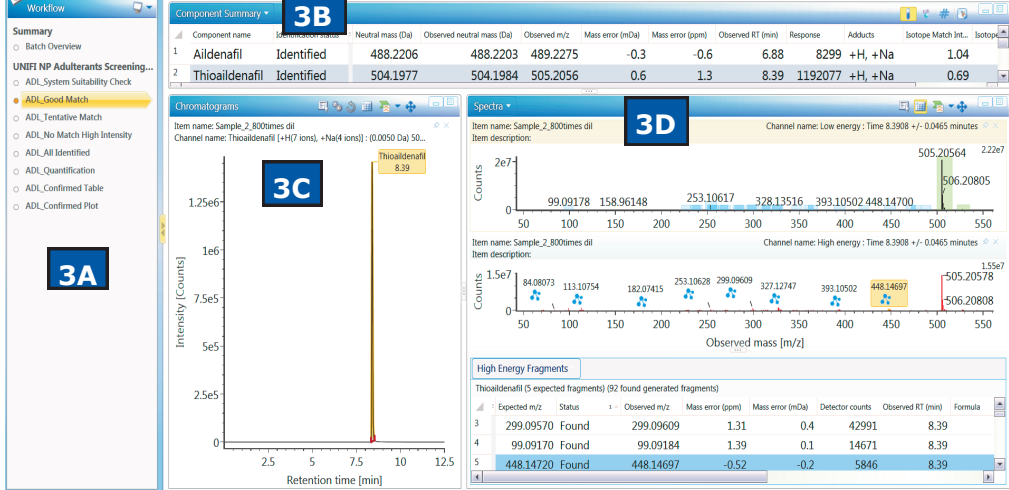 Workflow
Summary
Batch Overview
UNIFI NP Adulterants Screening...
ADL_System Suitability Check
ADL_Good Match
ADL_Tentative Match
ADL_No Match High Intensity
ADL_All Identified
ADL_Quantification
ADL_Confirmed Table
ADL_Confirmed Plot
3A
Component Summary
3B
Component name Identification status Neutral mass (Da) Observed neutral mass (Da) Observed m/z Mass error (mDa) Mass error (ppm) Observed RT (min) Response Adducts Isotope Match Int... Isotope
1 Aildenafil Identified 488.2206 488.2203 489.2275 -0.3 -0.6 6.88 8299 +H, +Na 1.04
2 Thioaildenafil Identified 504.1977 504.1984 505.2056 0.6 1.3 8.39 1192077 +H, +Na 0.69
Chromatograms
Item name: Sample_2_800times dil
Channel name: Thioaildenafil [+H(7 ions), +Na(4 ions)] : (0.0050 Da) 50...
3C
Thioaildenafil
8.39
1.25e6
1e6
7.5e5
5e5
2.5e5
0
Intensity [Counts]
2.5 5 7.5 10 12.5
Retention time [min]
Spectra
3D
Item name: Sample_2_800times dil Channel name: Low energy : Time 8.3908 +/- 0.0465 minutes
Item description:
2.22e7
505.20564
506.20805
2e7
0
Counts
99.09178 158.96148 253.10617 328.13516 393.10502 448.14700
50 100 150 200 250 300 350 400 450 500 550
Item name: Sample_2_800times dil Channel name: High energy : Time 8.3908 +/- 0.0465 minutes
Item description:
1.55e7
1.5e7
0
Counts
84.08073 113.10754 182.07415 253.10628 299.09609 327.12747 393.10502 448.14697 505.20578
506.20808
50 100 150 200 250 300 350 400 450 500 550
Observed mass [m/z]
High Energy Fragments
Thioaildenafil (5 expected fragments) (92 found generated fragments)
Expected m/z Status 1 Observed m/z Mass error (ppm) Mass error (mDa) Detector counts Observed RT (min) Formula
3 299.09570 Found 299.09609 1.31 0.4 42991 8.39
4 99.09170 Found 99.09184 1.39 0.1 14671 8.39
5 448.14720 Found 448.14697 -0.52 -0.2 5846 8.39